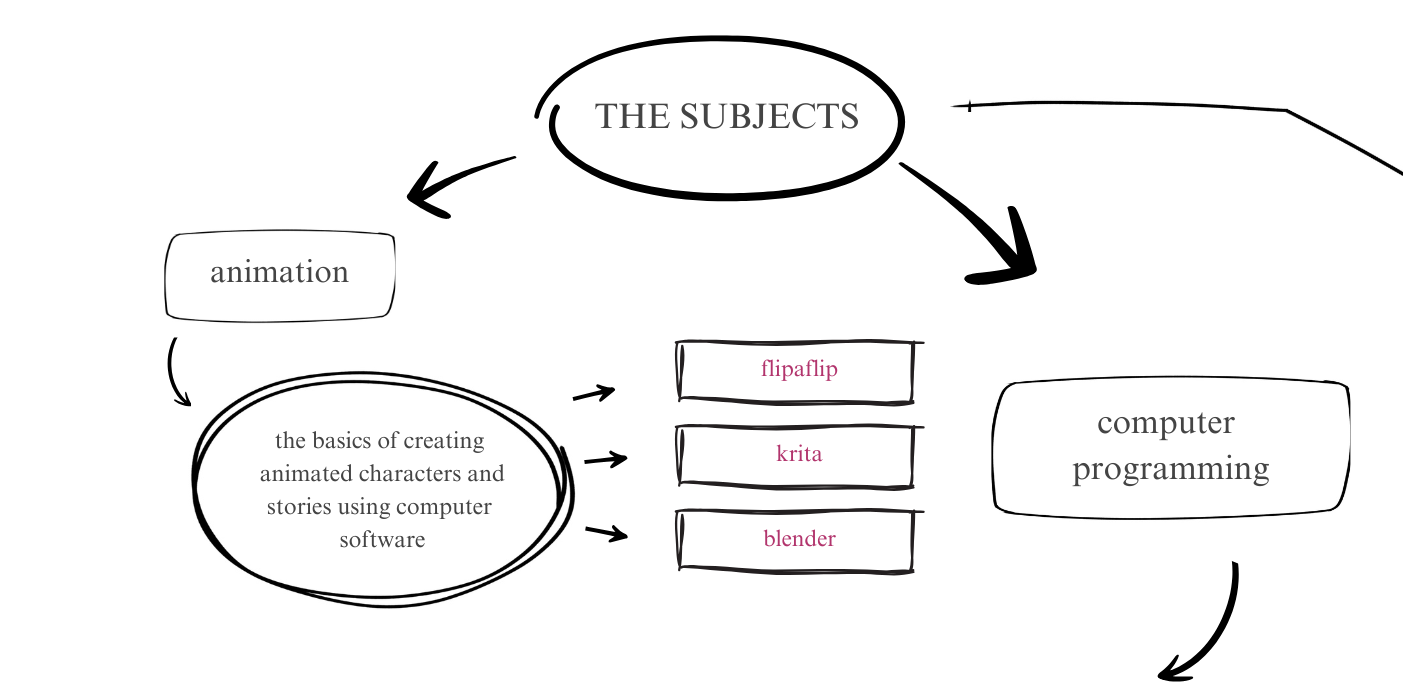 THE SUBJECTS
animation
the basics of creating
animated characters and
stories using computer
software
flipaflip
krita
blender
computer
programming